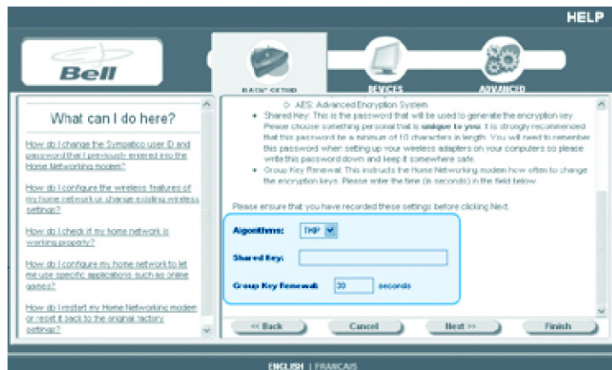 HELP
Bell
BASIC SETUP
DEVICES
ADVANCED
What can I do here?
How do I change the Sympatico user ID and
password that I previously entered into the
Home Networking modem?
How do I configure the wireless features of
my home network or change existing wireless
settings?
How do I check if my home network is
working properly?
How do I configure my home network to let
me use specific applications such as online
games?
How do I restart my Home Networking modem
or reset it back to the original factory
settings?
AES: Advanced Encryption System
Shared Key: This is the password that will be used to generate the encryption key.
Please choose something personal that is unique to you. It is strongly recommended
that this password be a minimum of 10 characters in length. You will need to remember
this password when setting up your wireless adapters on your computers so please
write this password down and keep it somewhere safe.
Group Key Renewal: This instructs the Home Networking modem how often to change
the encryption keys. Please enter the time (in seconds) in the field below.
Please ensure that you have recorded these settings before clicking Next.
Algorithms: TKIP
Shared Key:
Group Key Renewal: 30 seconds
<< Back Cancel Next >> Finish
ENGLISH | FRANÇAIS